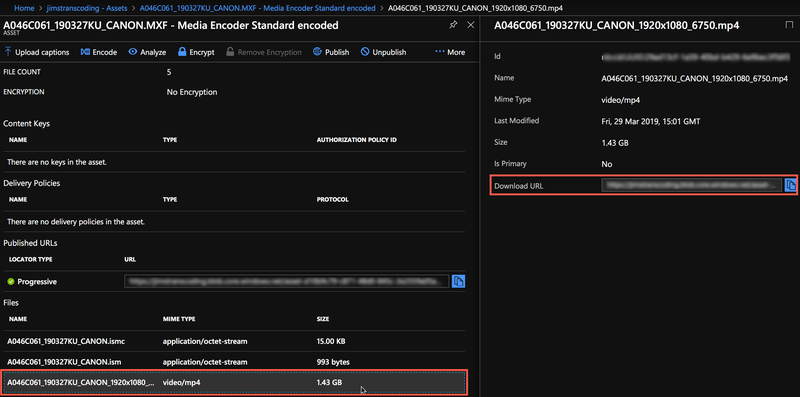 Home > jimstranscoding - Assets > A046C061_190327KU_CANON.MXF - Media Encoder Standard encoded > A046C061_190327KU_CANON_1920x1080_6750.mp4
A046C061_190327KU_CANON.MXF - Media Encoder Standard encoded
ASSET
Upload captions Encode Analyze Encrypt Remove Encryption Publish Unpublish ··· More
FILE COUNT 5
ENCRYPTION No Encryption
Content Keys
NAME TYPE AUTHORIZATION POLICY ID
There are no keys in the asset.
Delivery Policies
NAME TYPE PROTOCOL
There are no delivery policies in the asset.
Published URLs
LOCATOR TYPE URL
Progressive
Files
NAME MIME TYPE SIZE
A046C061_190327KU_CANON.ismc application/octet-stream 15.00 KB
A046C061_190327KU_CANON.ism application/octet-stream 993 bytes
A046C061_190327KU_CANON_1920x1080_... video/mp4 1.43 GB
A046C061_190327KU_CANON_1920x1080_6750.mp4
Id
Name
A046C061_190327KU_CANON_1920x1080_6750.mp4
Mime Type video/mp4
Last Modified Fri, 29 Mar 2019, 15:01 GMT
Size 1.43 GB
Is Primary No
Download URL